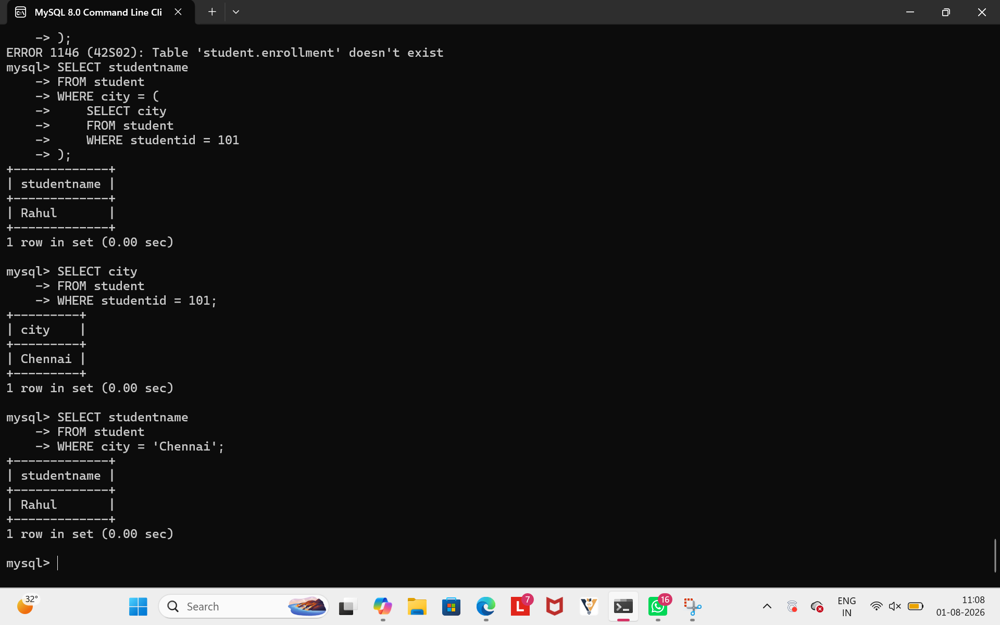 MySQL 8.0 Command Line Cli
    -> );
ERROR 1146 (42S02): Table 'student.enrollment' doesn't exist
mysql> SELECT studentname
    -> FROM student
    -> WHERE city = (
    ->     SELECT city
    ->     FROM student
    ->     WHERE studentid = 101
    -> );
+-------------+
| studentname |
+-------------+
| Rahul       |
+-------------+
1 row in set (0.00 sec)
mysql> SELECT city
    -> FROM student
    -> WHERE studentid = 101;
+---------+
| city    |
+---------+
| Chennai |
+---------+
1 row in set (0.00 sec)
mysql> SELECT studentname
    -> FROM student
    -> WHERE city = 'Chennai';
+-------------+
| studentname |
+-------------+
| Rahul       |
+-------------+
1 row in set (0.00 sec)
mysql>
32°
Search
L 7
16
ENG
IN
11:08
01-08-2026